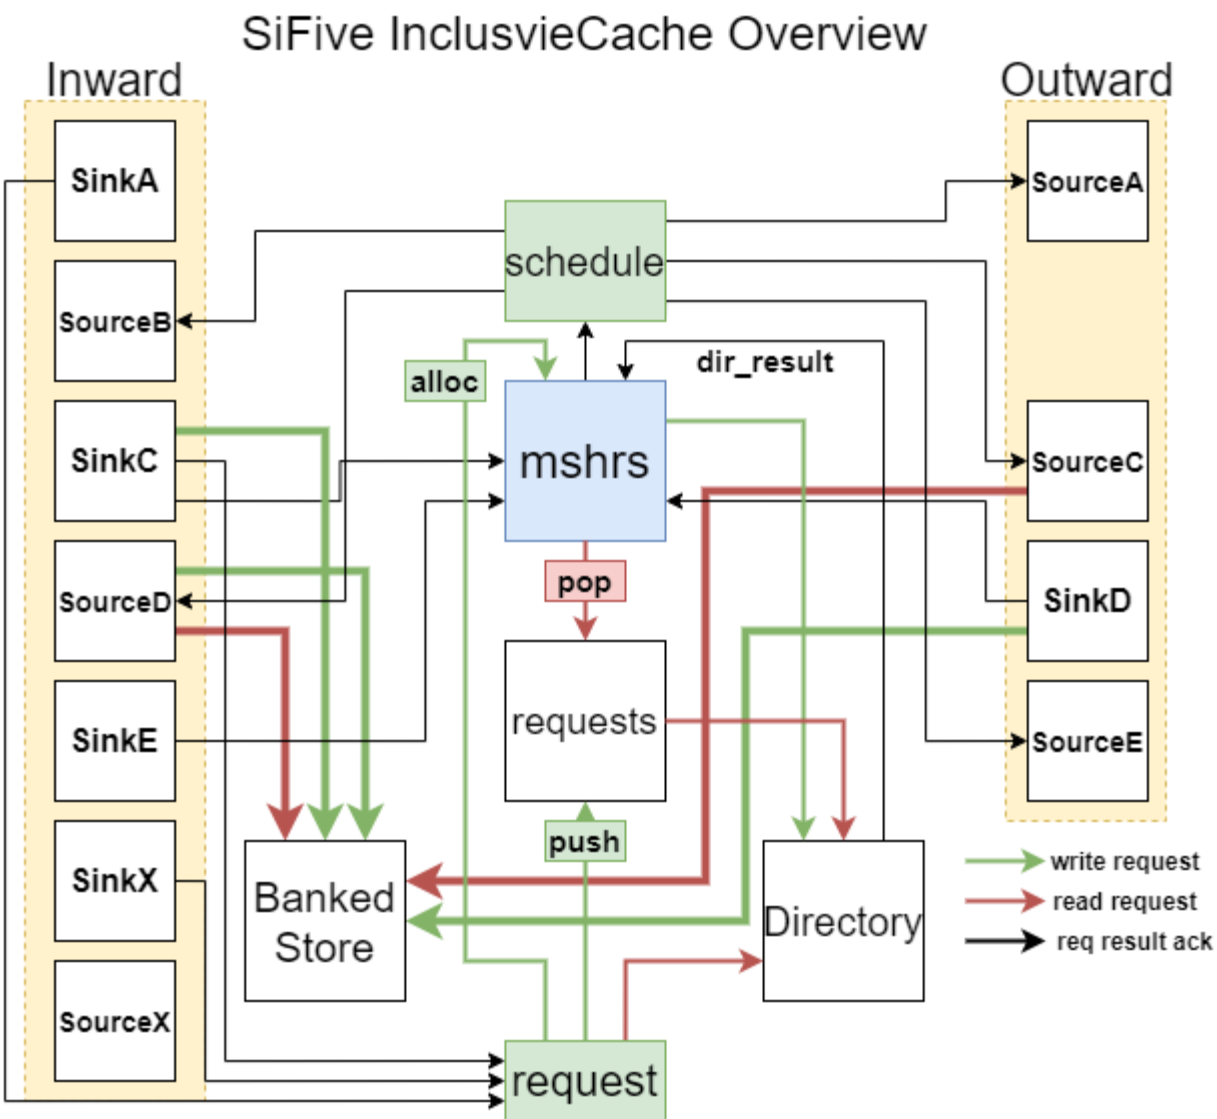 SiFive InclusvieCache Overview
Inward
Outward
SinkA
SourceA
schedule
SourceB
alloc
dir_result
SinkC
mshrs
SourceC
SourceD
pop
SinkD
SinkE
requests
SourceE
push
write request
SinkX
Banked
Store
Directory
read request
req result ack
SourceX
request